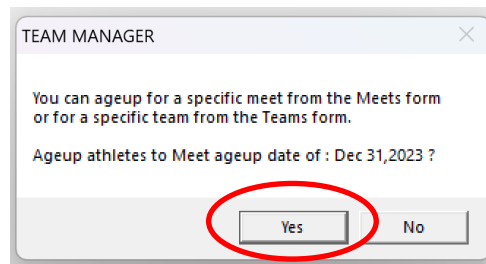 TEAM MANAGER
You can ageup for a specific meet from the Meets form
or for a specific team from the Teams form.
Ageup athletes to Meet ageup date of : Dec 31,2023 ?
Yes
No